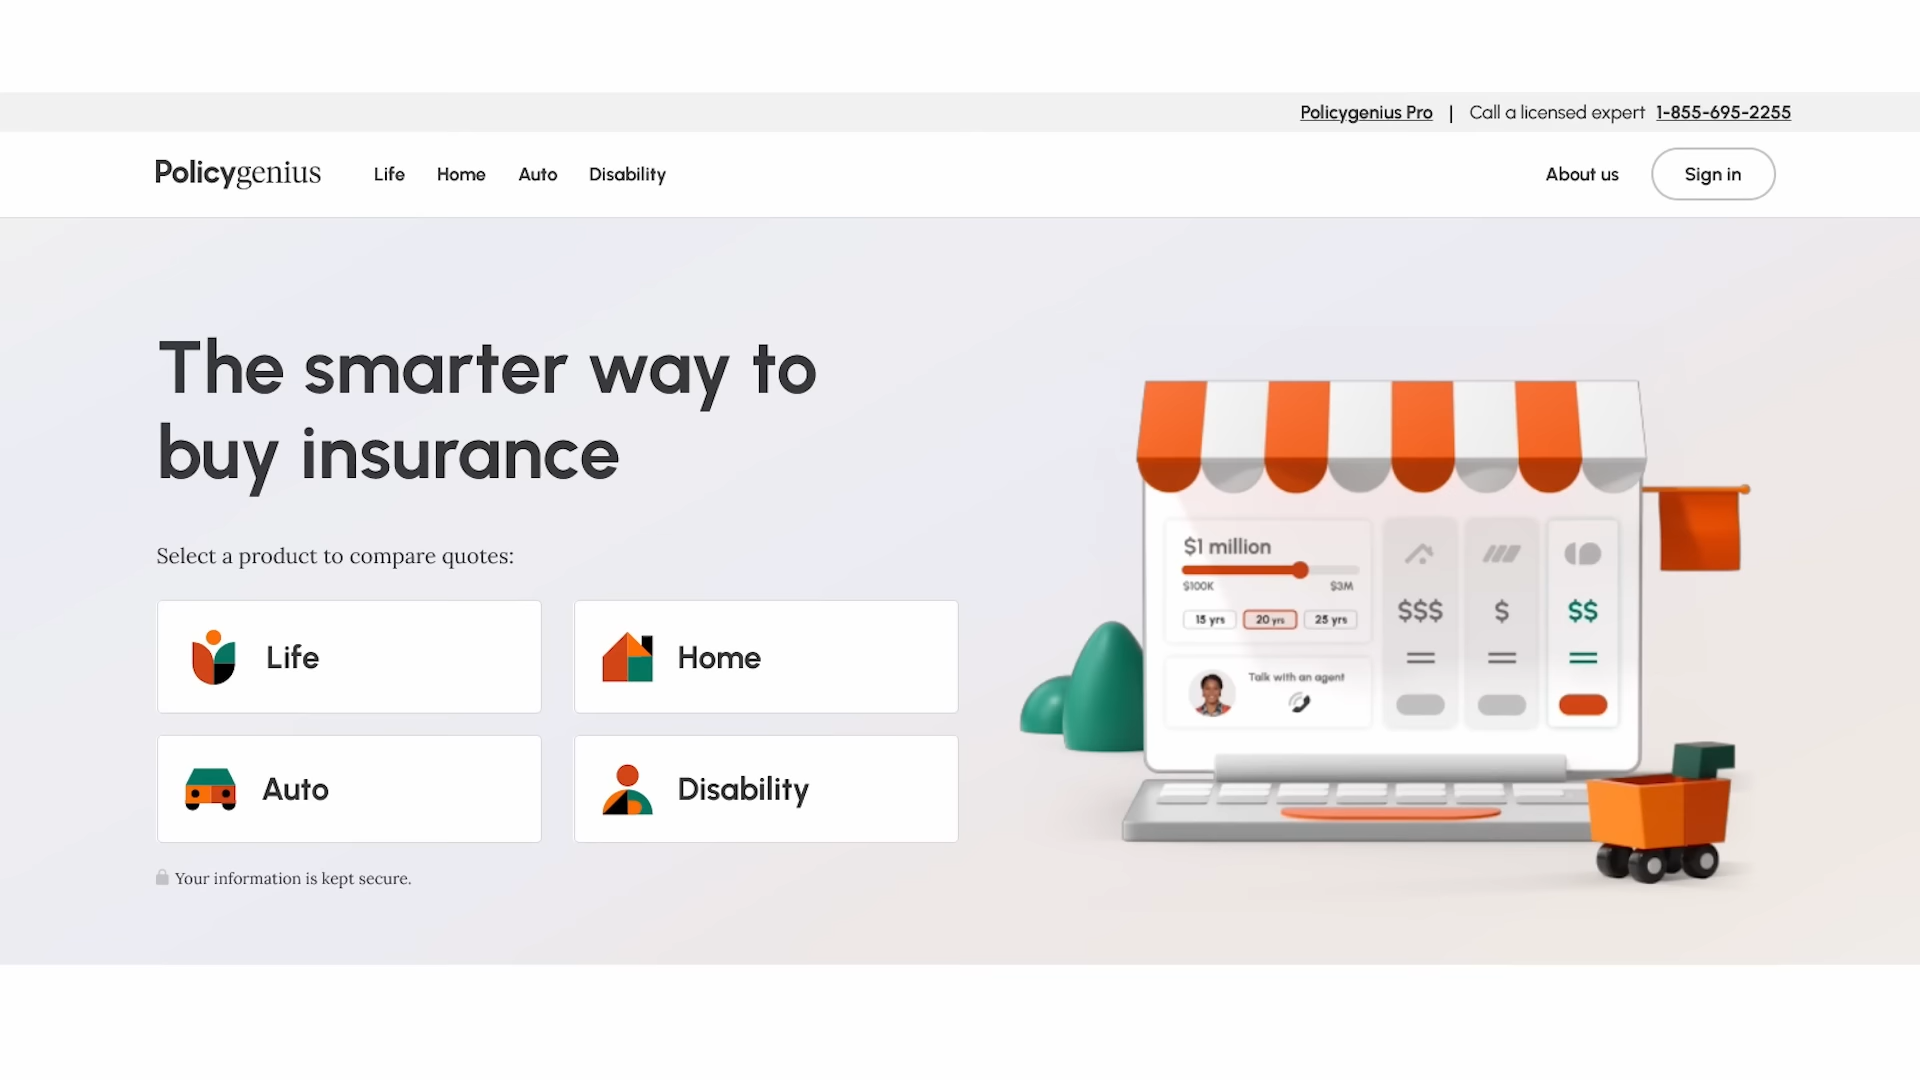 Policygenius Pro | Call a licensed expert 1-855-695-2255
Policygenius Life Home Auto Disability About us Sign in
The smarter way to
buy insurance
Select a product to compare quotes:
Life
Home
Auto
Disability
Your information is kept secure.
$1 million
$100K $3M
15 yrs 20 yrs 25 yrs
Talk with an agent
$$$ $ $$